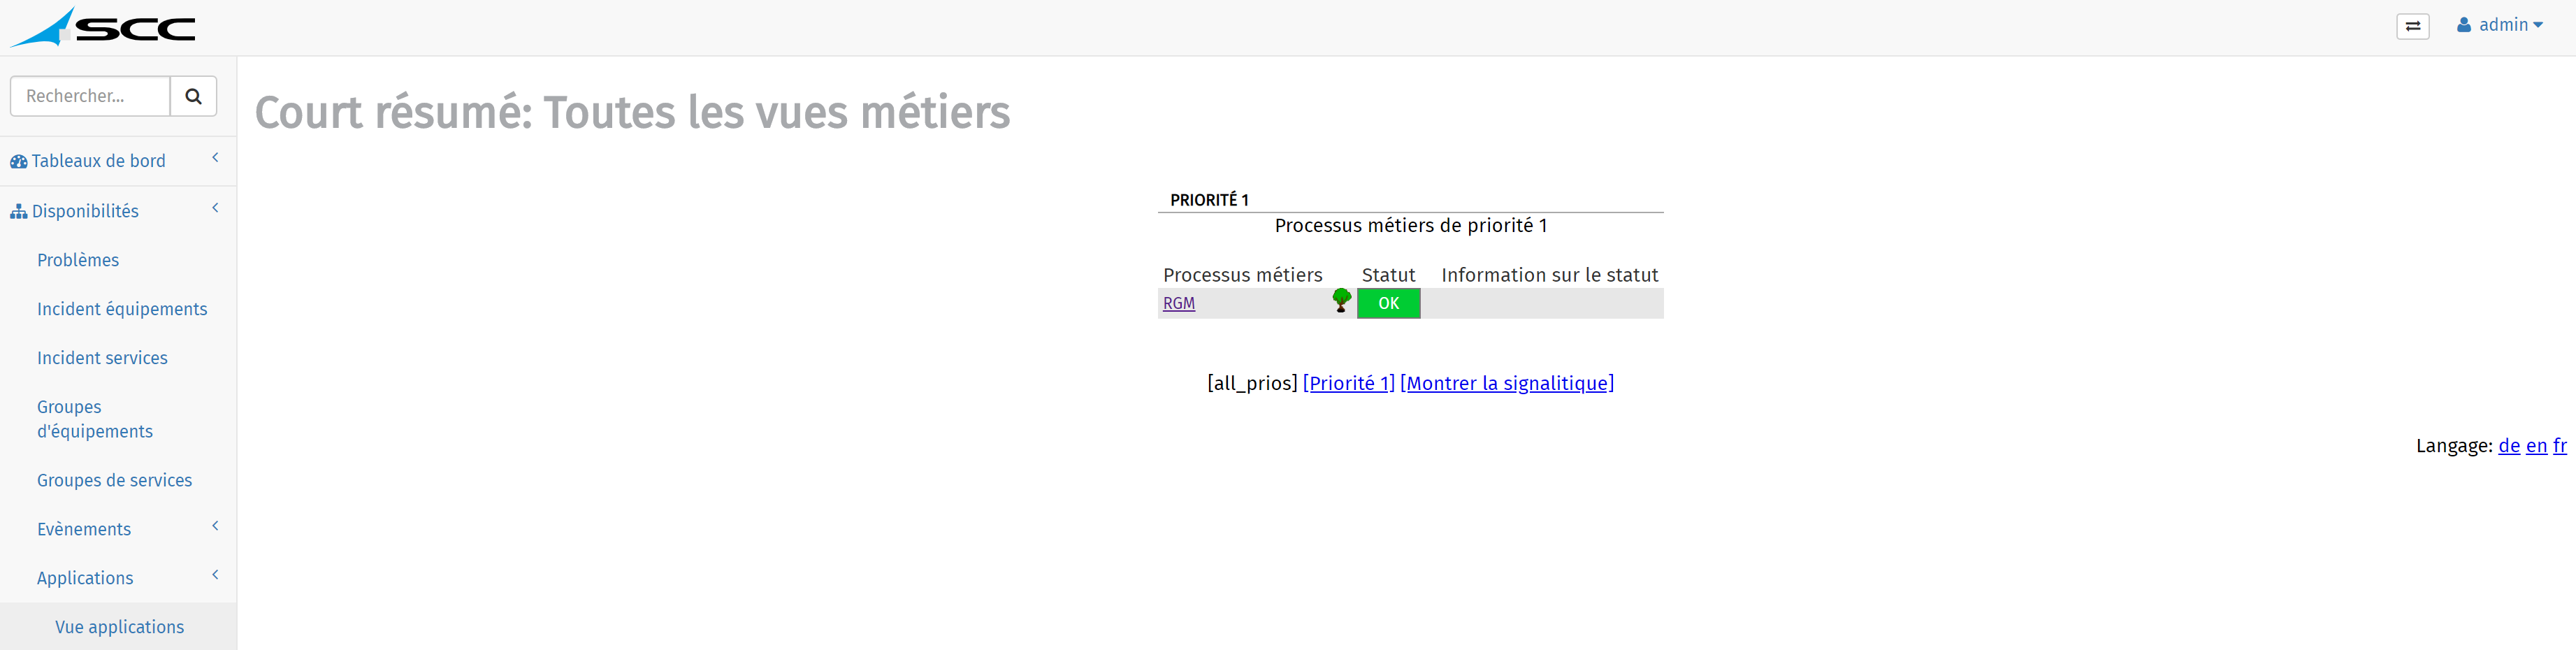 SCC
admin
Rechercher...
Court résumé: Toutes les vues métiers
Tableaux de bord
Disponibilités
Problèmes
Incident équipements
Incident services
Groupes
d'équipements
Groupes de services
Evènements
Applications
Vue applications
PRIORITÉ 1
Processus métiers de priorité 1
Processus métiers Statut Information sur le statut
RGM OK
[all_prios] [Priorité 1] [Montrer la signalitique]
Langage: de en fr